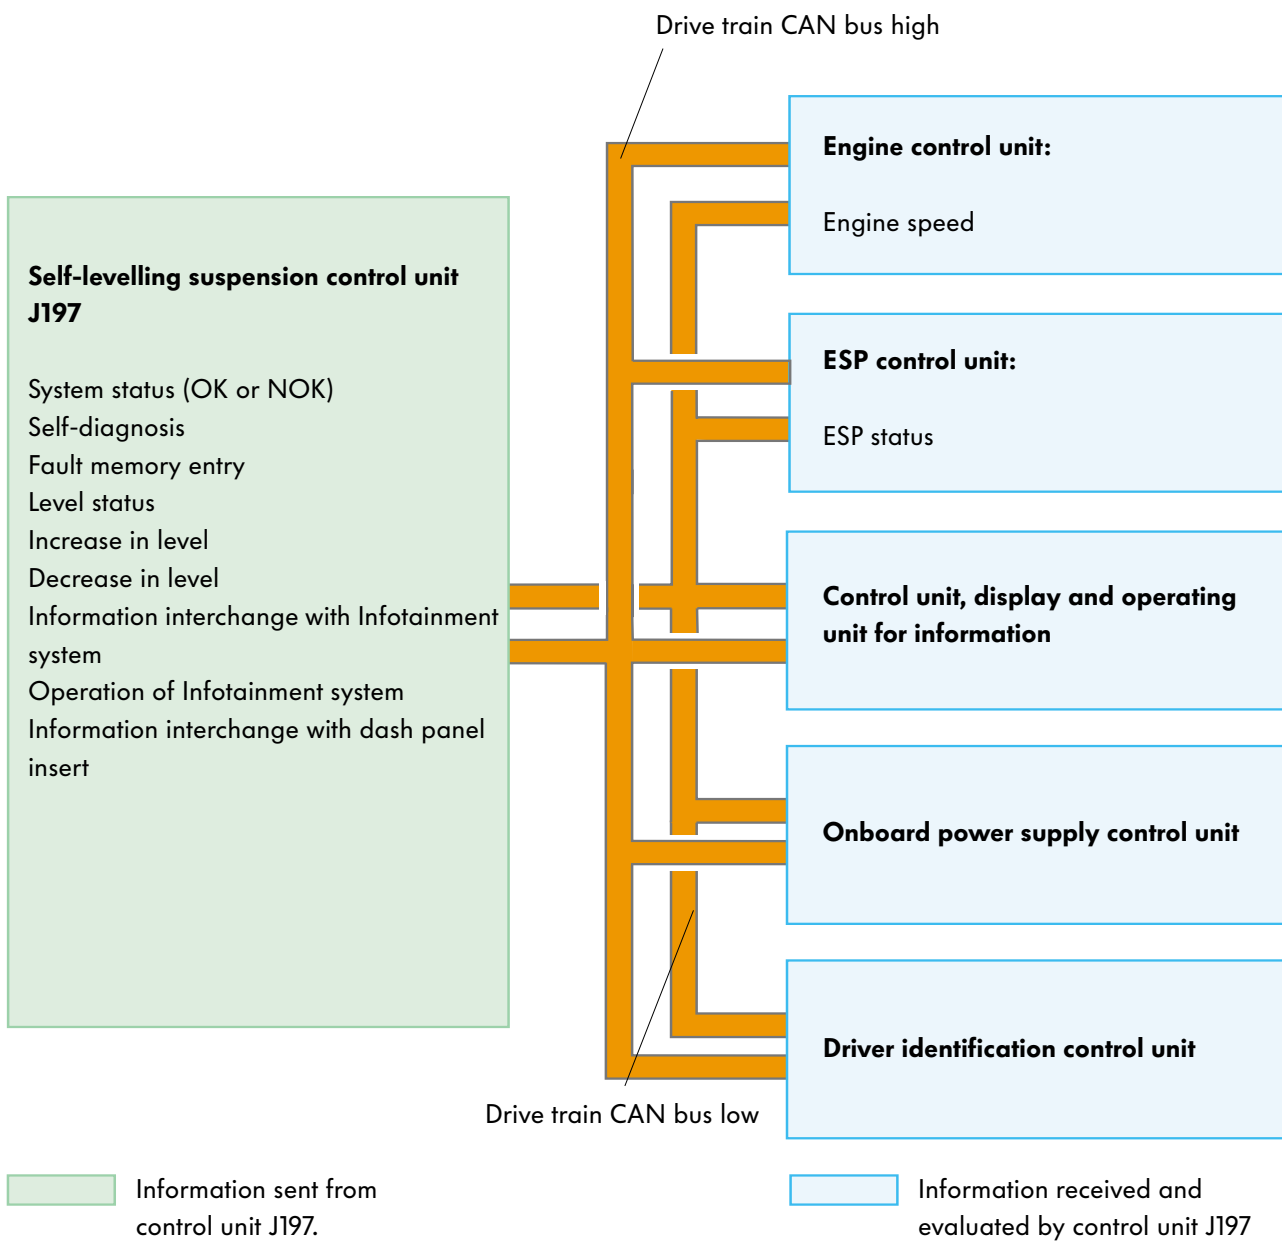 Drive train CAN bus high
Engine control unit:
Engine speed
Self-levelling suspension control unit
J197
System status (OK or NOK)
Self-diagnosis
Fault memory entry
Level status
Increase in level
Decrease in level
Information interchange with Infotainment
system
Operation of Infotainment system
Information interchange with dash panel
insert
ESP control unit:
ESP status
Control unit, display and operating
unit for information
Onboard power supply control unit
Driver identification control unit
Drive train CAN bus low
Information sent from
control unit J197.
Information received and
evaluated by control unit J197